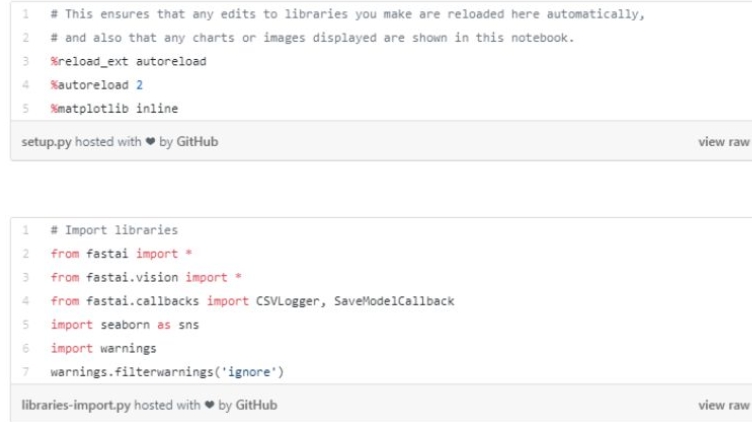 1 # This ensures that any edits to libraries you make are reloaded here automatically,
2 # and also that any charts or images displayed are shown in this notebook.
3 %reload_ext autoreload
4 %autoreload 2
5 %matplotlib inline
setup.py hosted with ❤ by GitHub view raw
1 # Import libraries
2 from fastai import *
3 from fastai.vision import *
4 from fastai.callbacks import CSVLogger, SaveModelCallback
5 import seaborn as sns
6 import warnings
7 warnings.filterwarnings('ignore')
libraries-import.py hosted with ❤ by GitHub view raw